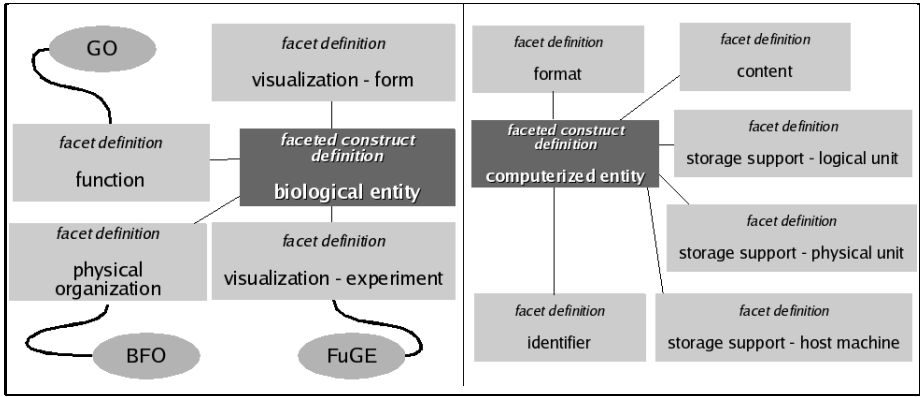 GO
facet definition
visualization - form
facet definition
function
faceted construct
definition
biological entity
facet definition
physical
organization
facet definition
visualization - experiment
BFO
FuGE
facet definition
format
facet definition
content
faceted construct
definition
computerized entity
facet definition
storage support - logical unit
facet definition
storage support - physical unit
facet definition
identifier
facet definition
storage support - host machine